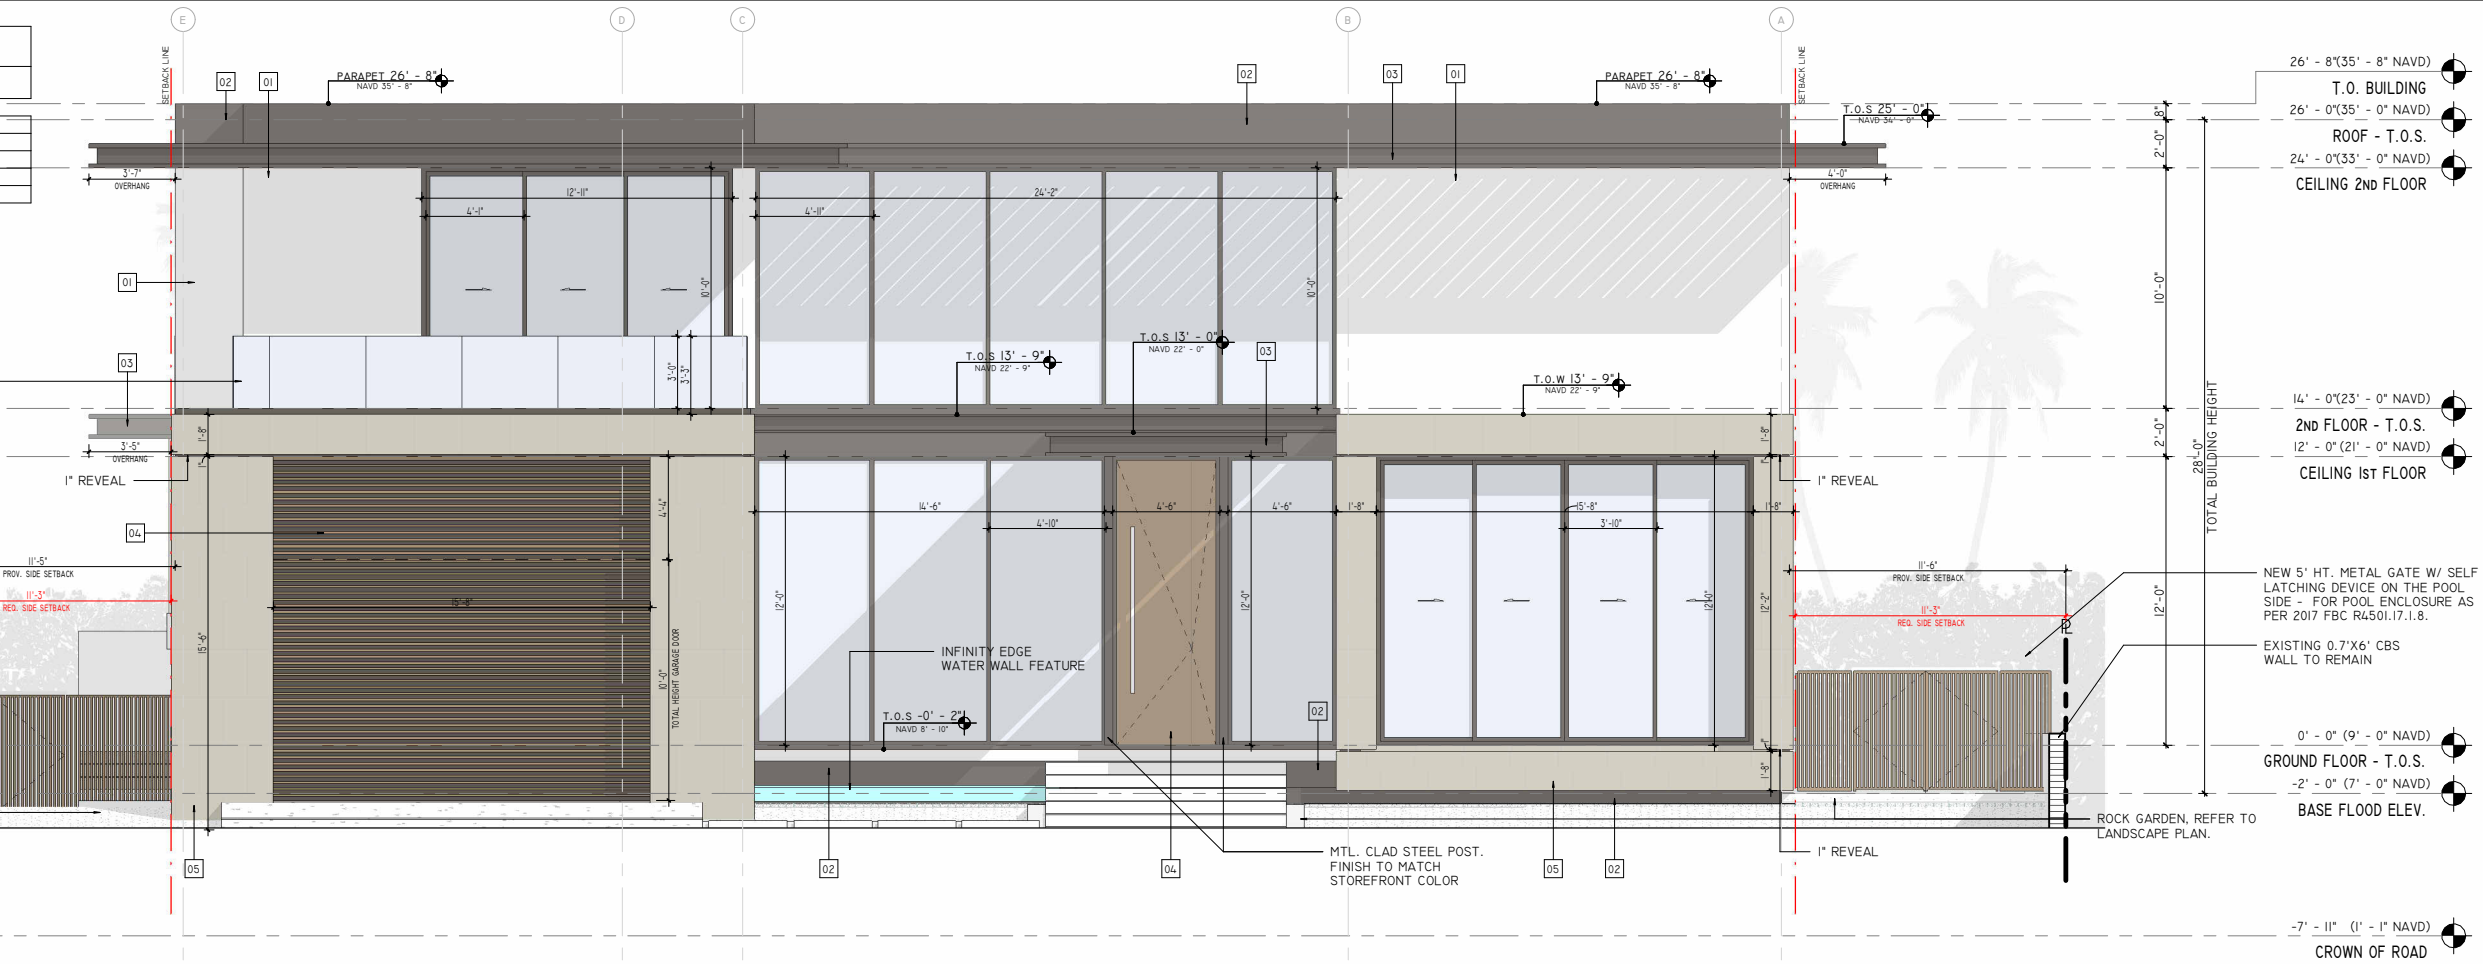 E
D
C
B
A
SETBACK LINE
SETBACK LINE
02
01
PARAPET 26' - 8"
NAVD 35' - 8"
02
03
01
PARAPET 26' - 8"
NAVD 35' - 8"
T.O.S 25' - 0"
NAVD 34' - 0"
26' - 8"(35' - 8" NAVD)
T.O. BUILDING
26' - 0"(35' - 0" NAVD)
ROOF - T.O.S.
24' - 0"(33' - 0" NAVD)
CEILING 2ND FLOOR
8"
2'-0"
3'-7"
OVERHANG
4'-0"
OVERHANG
12'-11"
4'-1"
24'-2"
4'-11"
10'-0"
10'-0"
10'-0"
01
03
3'-0"
3'-3"
T.O.S 13' - 9"
NAVD 22' - 9"
T.O.S 13' - 0"
NAVD 22' - 0"
03
T.O.W 13' - 9"
NAVD 22' - 9"
14' - 0"(23' - 0" NAVD)
2ND FLOOR - T.O.S.
12' - 0"(21' - 0" NAVD)
CEILING 1ST FLOOR
2'-0"
28'-0"
TOTAL BUILDING HEIGHT
3'-5"
OVERHANG
1'-8"
1"
1'-8"
1"
1" REVEAL
1" REVEAL
04
4'-4"
14'-6"
4'-10"
4'-6"
4'-6"
1'-8"
15'-8"
3'-10"
1'-8"
11'-5"
PROV. SIDE SETBACK
11'-3"
REQ. SIDE SETBACK
15'-8"
15'-6"
10'-0"
TOTAL HEIGHT GARAGE DOOR
12'-0"
12'-0"
12'-0"
12'-2"
12'-0"
11'-6"
PROV. SIDE SETBACK
11'-3"
REQ. SIDE SETBACK
PL
NEW 5' HT. METAL GATE W/ SELF
LATCHING DEVICE ON THE POOL
SIDE - FOR POOL ENCLOSURE AS
PER 2017 FBC R4501.17.1.8.
EXISTING 0.7'X6' CBS
WALL TO REMAIN
INFINITY EDGE
WATER WALL FEATURE
T.O.S -0' - 2"
NAVD 8' - 10"
02
1"
1'-8"
0' - 0" (9' - 0" NAVD)
GROUND FLOOR - T.O.S.
-2' - 0" (7' - 0" NAVD)
BASE FLOOD ELEV.
ROCK GARDEN, REFER TO
LANDSCAPE PLAN.
05
02
04
MTL. CLAD STEEL POST.
FINISH TO MATCH
STOREFRONT COLOR
05
02
1" REVEAL
-7' - 11" (1' - 1" NAVD)
CROWN OF ROAD